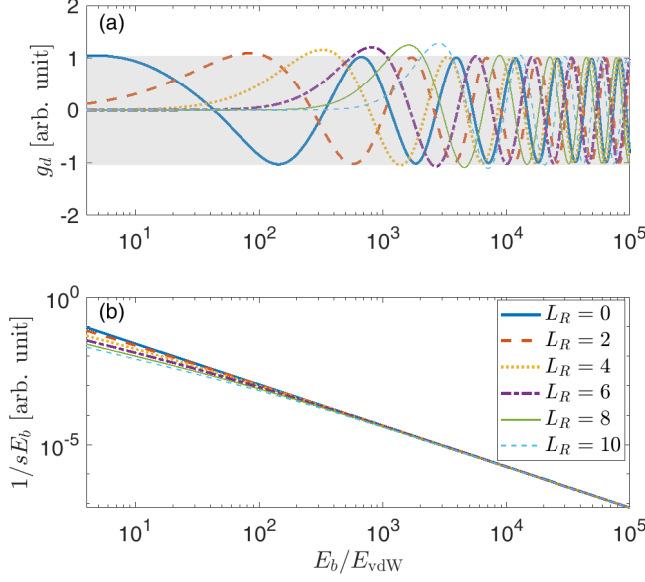 (a)
g_d [arb. unit]
2
1
0
-1
-2
10^1 10^2 10^3 10^4 10^5
(b)
1/sE_b [arb. unit]
10^0
10^-5
L_R = 0
L_R = 2
L_R = 4
L_R = 6
L_R = 8
L_R = 10
10^1 10^2 10^3 10^4 10^5
E_b/E_vdW